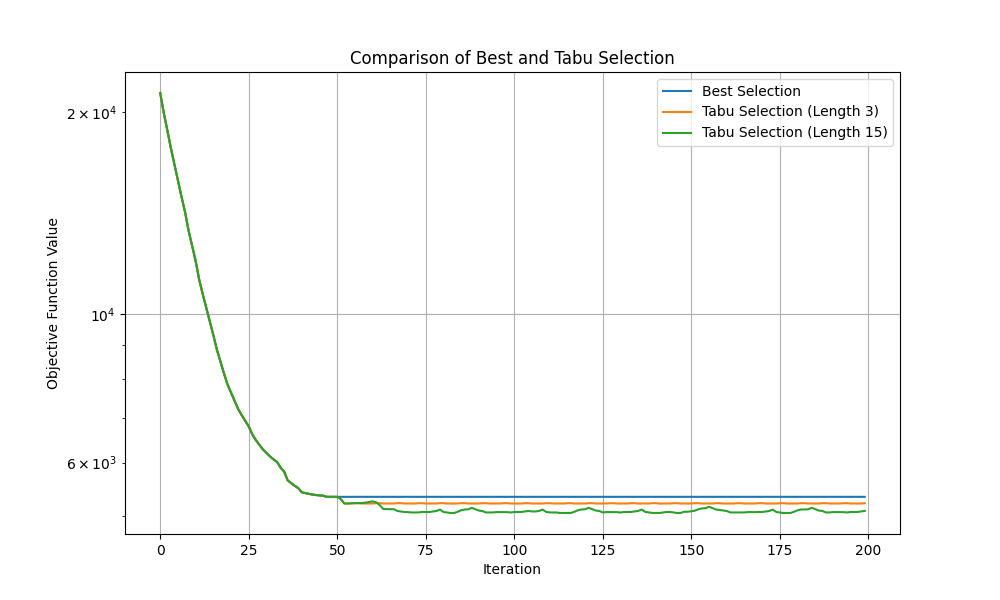 Comparison of Best and Tabu Selection
Best Selection
Tabu Selection (Length 3)
Tabu Selection (Length 15)
Objective Function Value
2 × 10⁴
10⁴
6 × 10³
0 25 50 75 100 125 150 175 200
Iteration